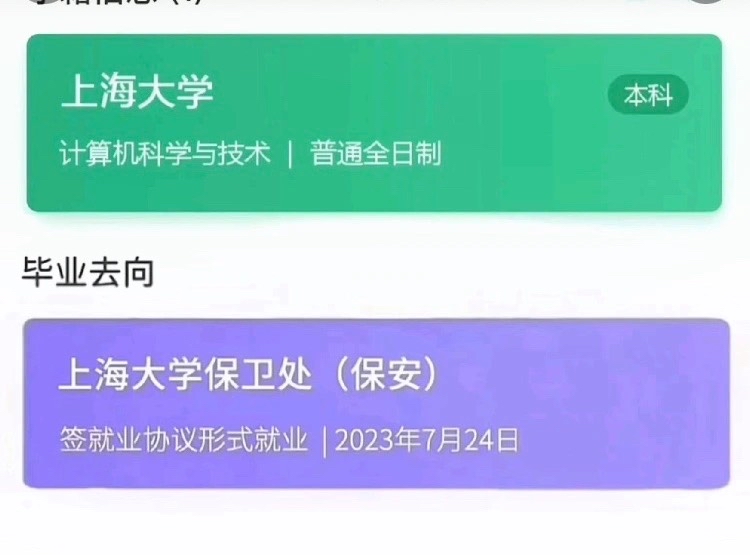 上海大学
本科
计算机科学与技术 | 普通全日制
毕业去向
上海大学保卫处（保安）
签就业协议形式就业 | 2023年7月24日